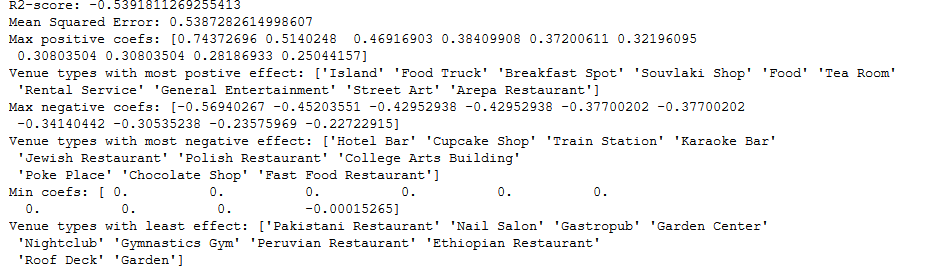 R2-score: -0.5391811269255413
Mean Squared Error: 0.5387282614998607
Max positive coefs: [0.74372696 0.5140248  0.46916903 0.38409908 0.37200611 0.32196095
 0.30803504 0.30803504 0.28186933 0.25044157]
Venue types with most postive effect: ['Island' 'Food Truck' 'Breakfast Spot' 'Souvlaki Shop' 'Food' 'Tea Room'
 'Rental Service' 'General Entertainment' 'Street Art' 'Arepa Restaurant']
Max negative coefs: [-0.56940267 -0.45203551 -0.42952938 -0.42952938 -0.37700202 -0.37700202
 -0.34140442 -0.30535238 -0.23575969 -0.22722915]
Venue types with most negative effect: ['Hotel Bar' 'Cupcake Shop' 'Train Station' 'Karaoke Bar'
 'Jewish Restaurant' 'Polish Restaurant' 'College Arts Building'
 'Poke Place' 'Chocolate Shop' 'Fast Food Restaurant']
Min coefs: [ 0.          0.          0.          0.          0.          0.
  0.          0.          0.         -0.00015265]
Venue types with least effect: ['Pakistani Restaurant' 'Nail Salon' 'Gastropub' 'Garden Center'
 'Nightclub' 'Gymnastics Gym' 'Peruvian Restaurant' 'Ethiopian Restaurant'
 'Roof Deck' 'Garden']